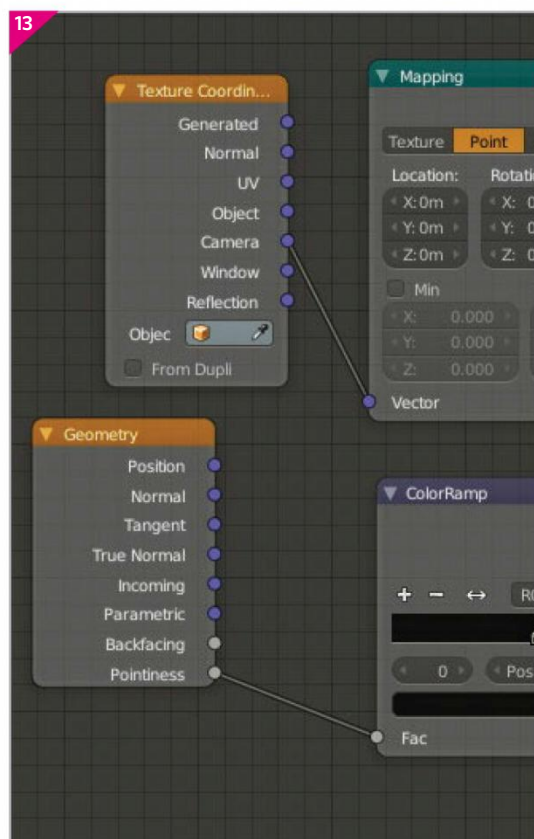 13
Texture Coordin...
Generated
Normal
UV
Object
Camera
Window
Reflection
Objec
From Dupli
Mapping
Texture Point
Location:
X: 0m
Y: 0m
Z: 0m
X:
Y:
Z:
Min
X: 0.000
Y: 0.000
Z: 0.000
Vector
Geometry
Position
Normal
Tangent
True Normal
Incoming
Parametric
Backfacing
Pointiness
ColorRamp
0
Fac